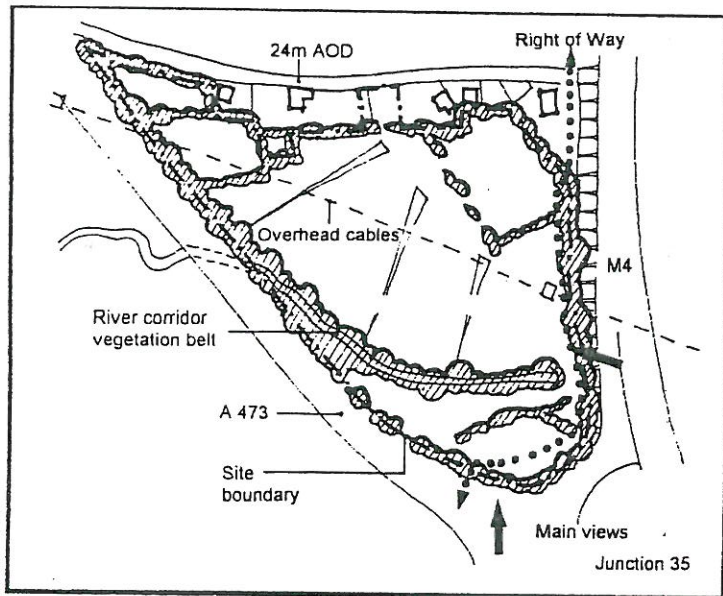 24m AOD
Right of Way
Overhead cables
M4
River corridor
vegetation belt
A 473
Site
boundary
Main views
Junction 35